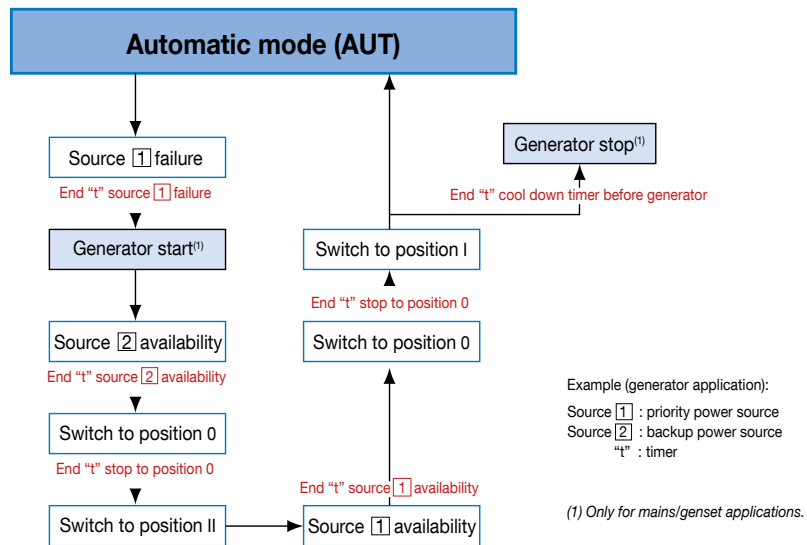 Automatic mode (AUT)
Source 1 failure
End “t” source 1 failure
Generator start(1)
Source 2 availability
End “t” source 2 availability
Switch to position 0
End “t” stop to position 0
Switch to position II
Source 1 availability
End “t” source 1 availability
Switch to position 0
End “t” stop to position 0
Switch to position I
End “t” cool down timer before generator
Generator stop(1)
Example (generator application):
Source 1 : priority power source
Source 2 : backup power source
“t” : timer
(1) Only for mains/genset applications.